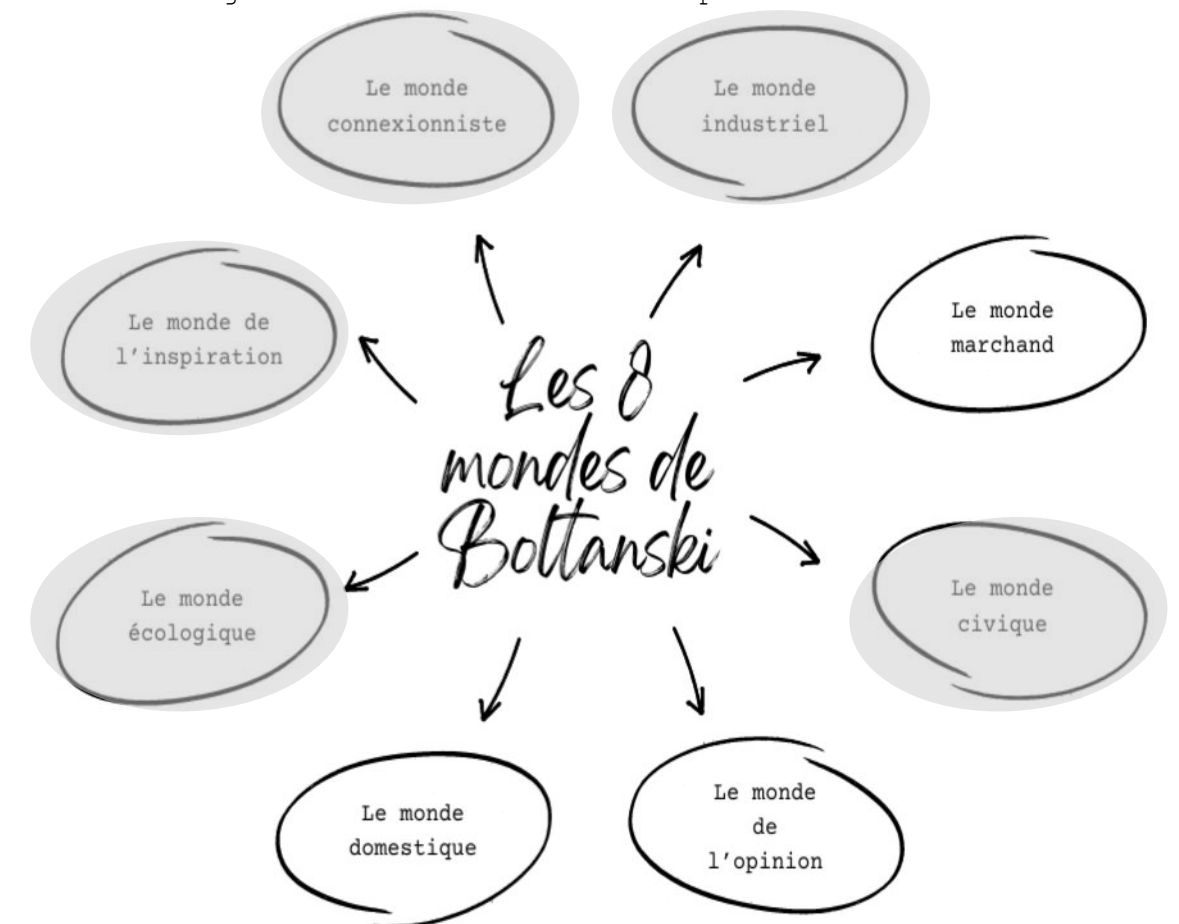 Le monde
connexionniste
Le monde
industriel
Le monde de
l'inspiration
Le monde
marchand
Les 8
mondes de
Boltanski
Le monde
écologique
Le monde
civique
Le monde
domestique
Le monde
de
l'opinion